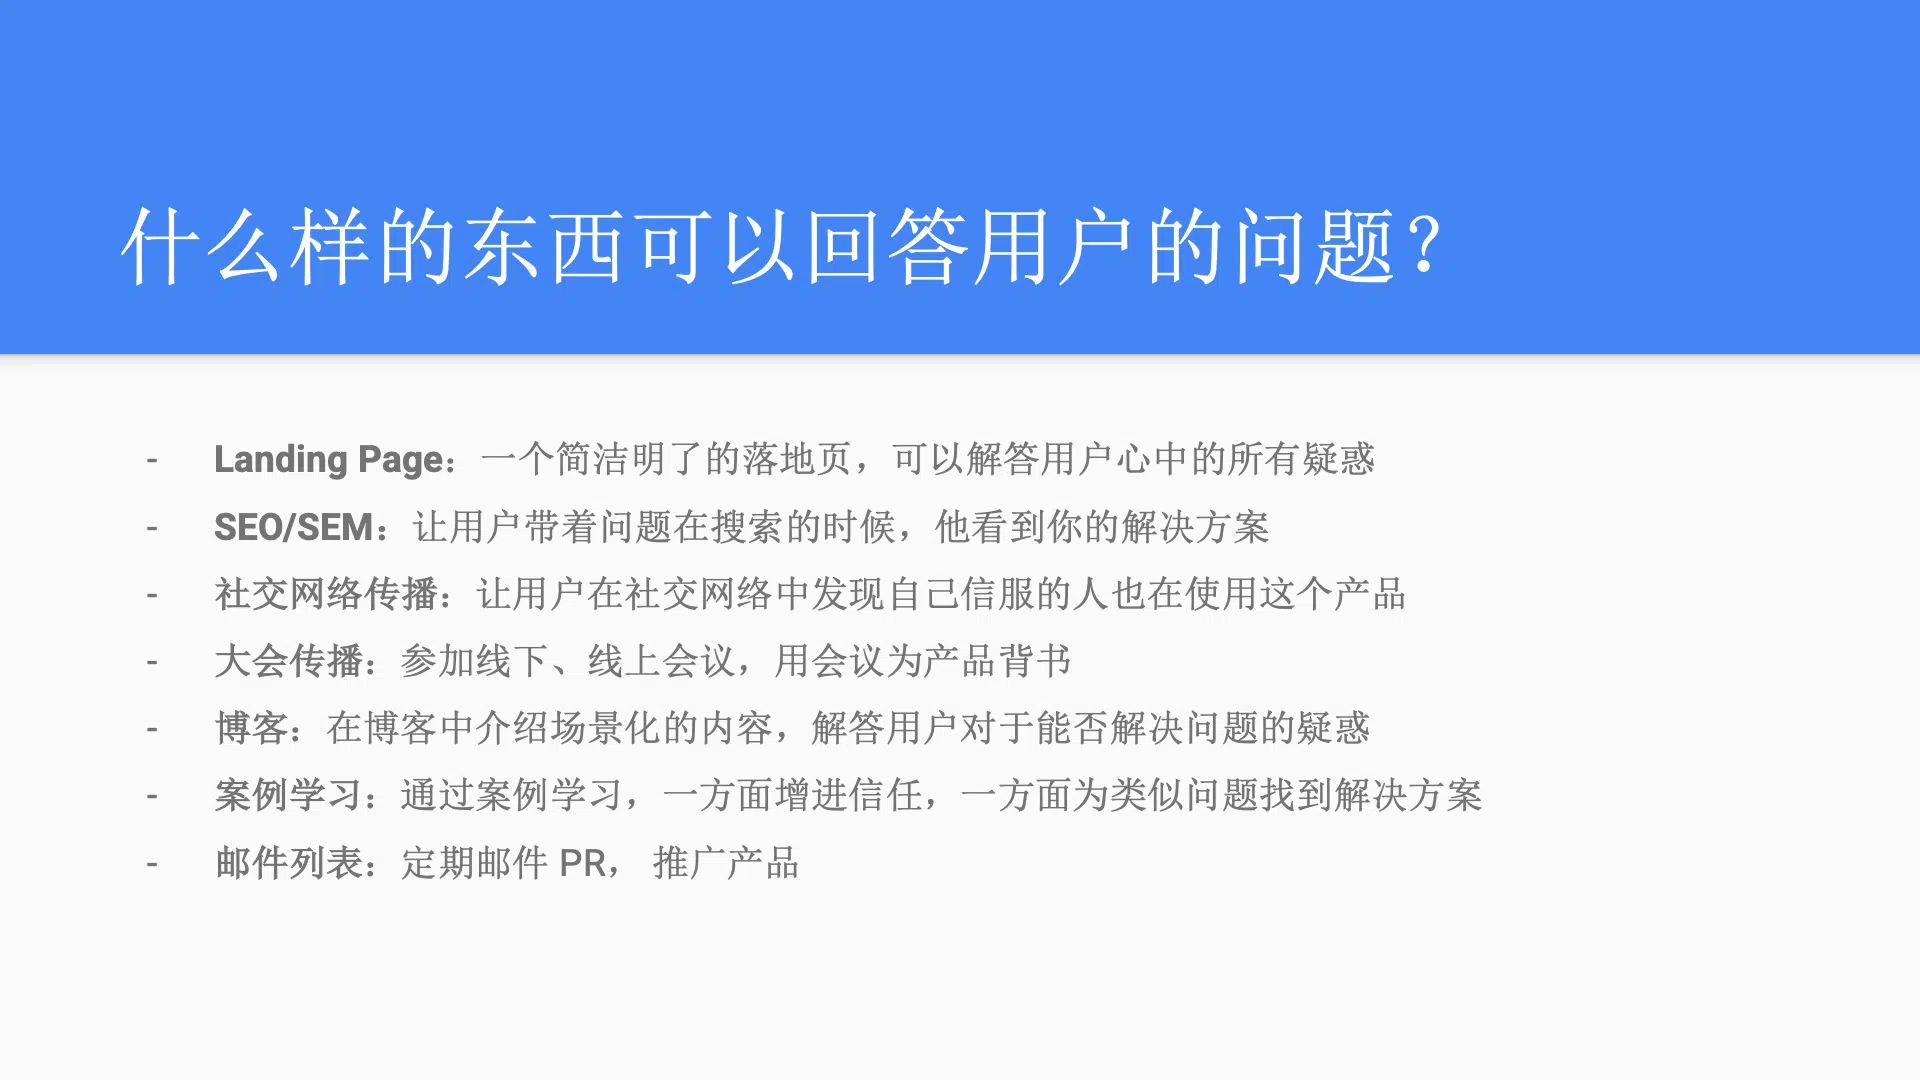 什么样的东西可以回答用户的问题？
- Landing Page：一个简洁明了的落地页，可以解答用户心中的所有疑惑
- SEO/SEM：让用户带着问题在搜索的时候，他看到你的解决方案
- 社交网络传播：让用户在社交网络中发现自己信服的人也在使用这个产品
- 大会传播：参加线下、线上会议，用会议为产品背书
- 博客：在博客中介绍场景化的内容，解答用户对于能否解决问题的疑惑
- 案例学习：通过案例学习，一方面增进信任，一方面为类似问题找到解决方案
- 邮件列表：定期邮件 PR， 推广产品